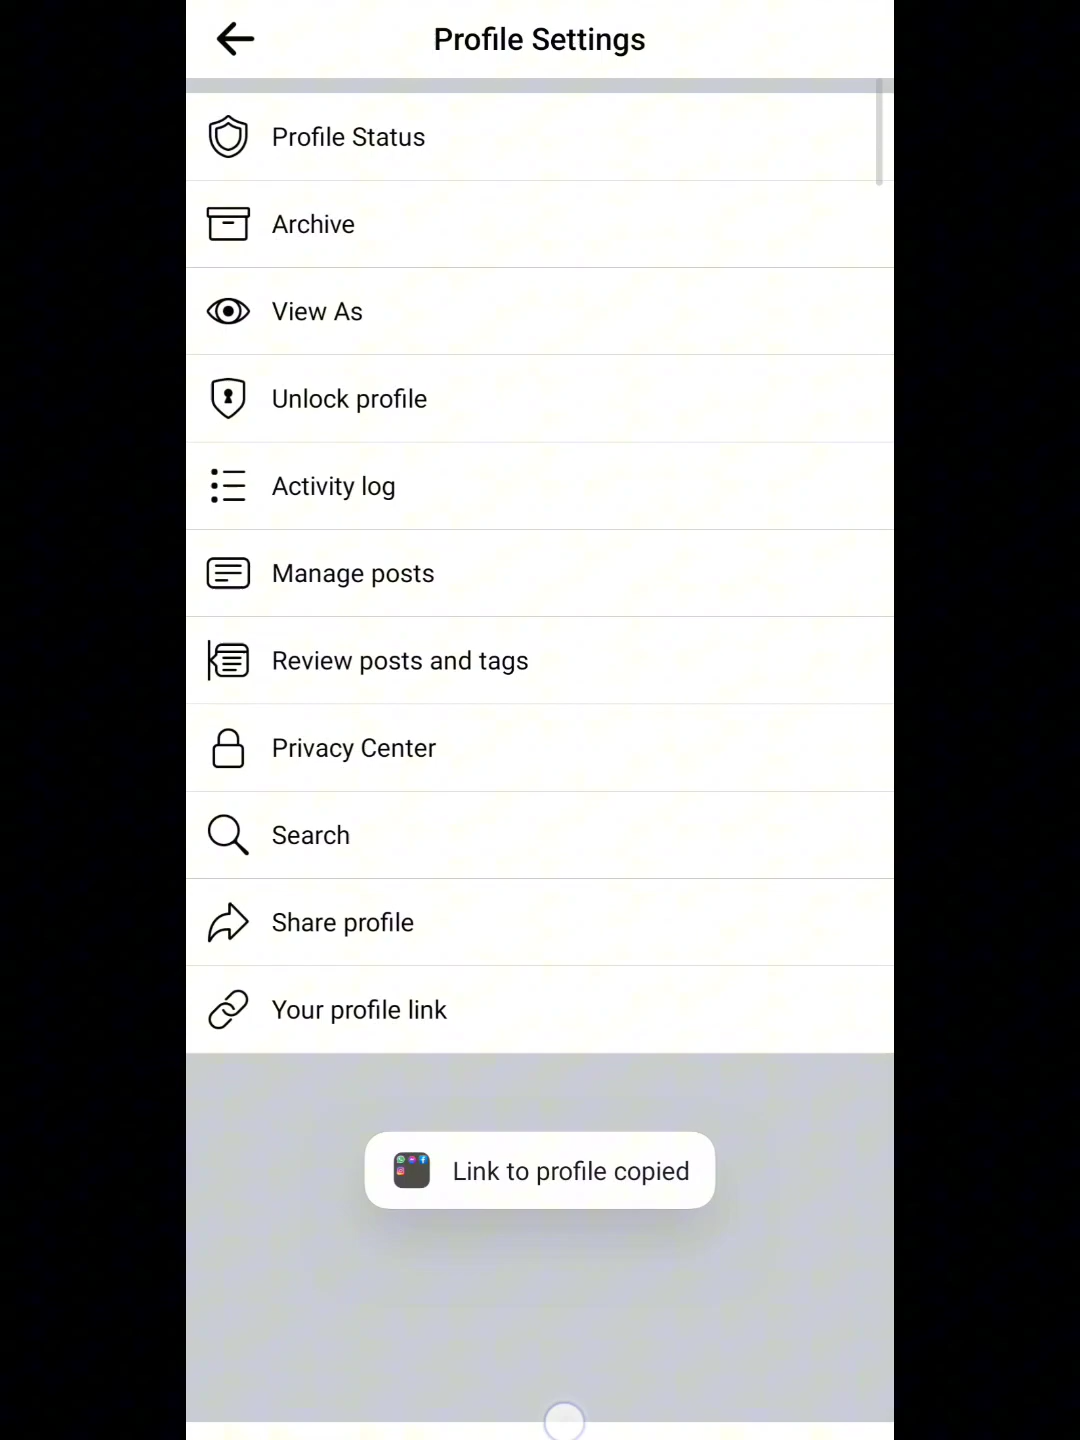 Profile Settings
Profile Status
Archive
View As
Unlock profile
Activity log
Manage posts
Review posts and tags
Privacy Center
Search
Share profile
Your profile link
Link to profile copied